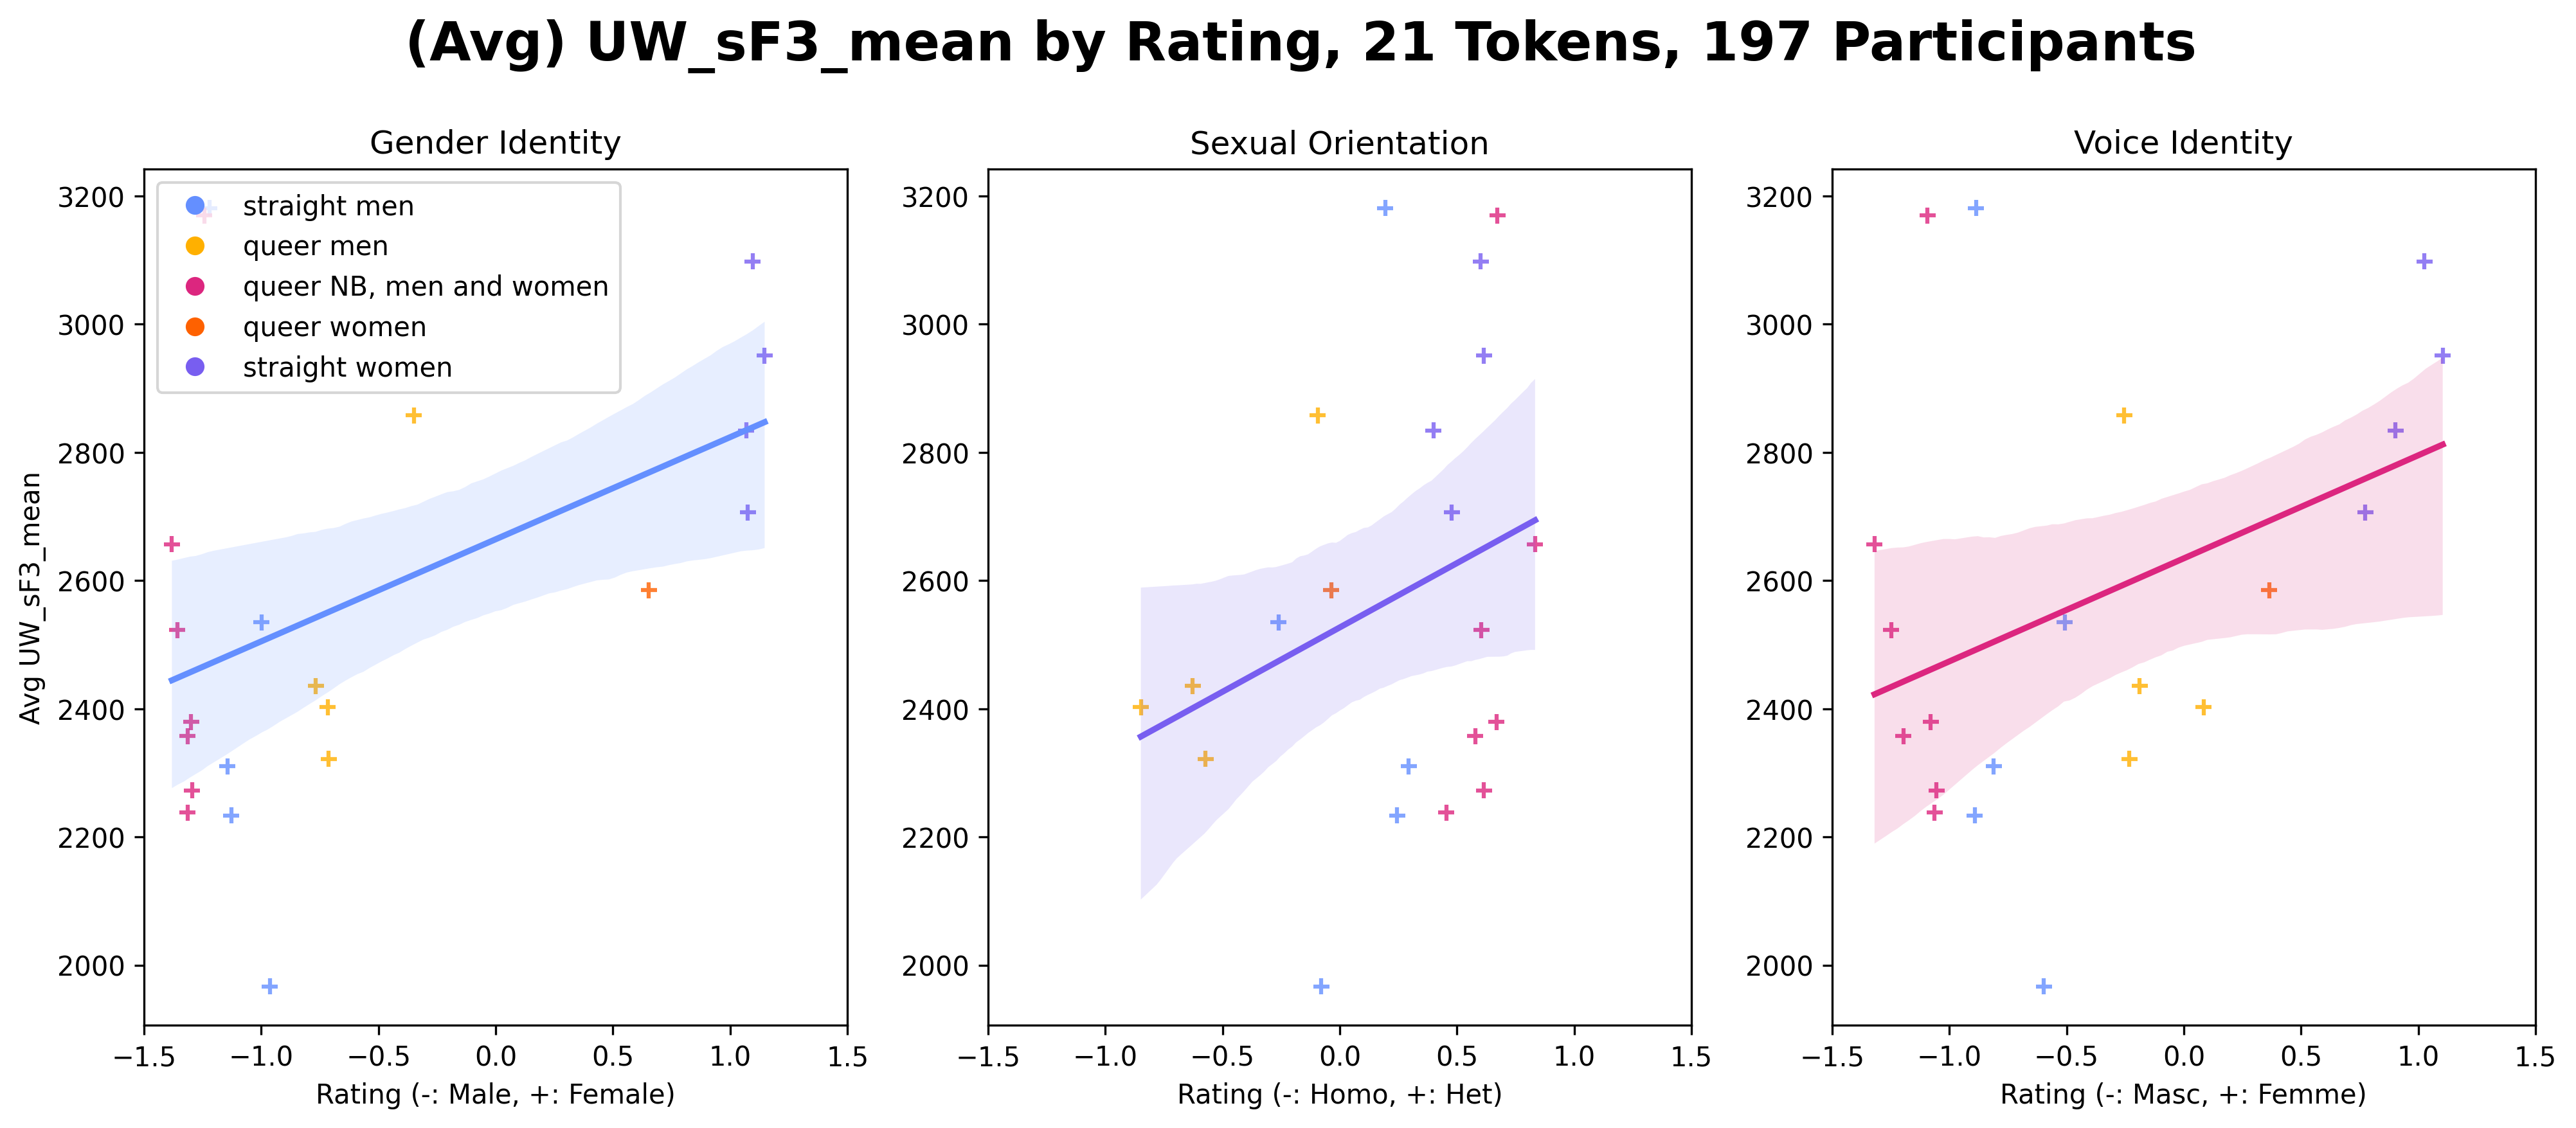 (Avg) UW_sF3_mean by Rating, 21 Tokens, 197 Participants
Gender Identity
straight men
queer men
queer NB, men and women
queer women
straight women
Avg UW_sF3_mean
3200
3000
2800
2600
2400
2200
2000
−1.5 −1.0 −0.5 0.0 0.5 1.0 1.5
Rating (-: Male, +: Female)
Sexual Orientation
3200
3000
2800
2600
2400
2200
2000
−1.5 −1.0 −0.5 0.0 0.5 1.0 1.5
Rating (-: Homo, +: Het)
Voice Identity
3200
3000
2800
2600
2400
2200
2000
−1.5 −1.0 −0.5 0.0 0.5 1.0 1.5
Rating (-: Masc, +: Femme)